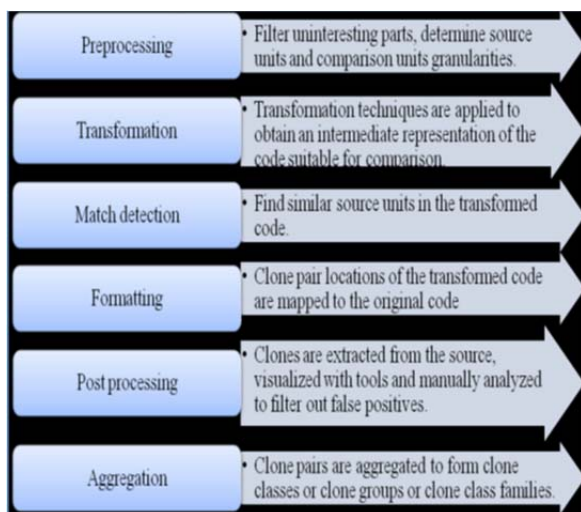 Preprocessing
• Filter uninteresting parts, determine source
units and comparison units granularities.
Transformation
• Transformation techniques are applied to
obtain an intermediate representation of the
code suitable for comparison.
Match detection
• Find similar source units in the transformed
code.
Formatting
• Clone pair locations of the transformed code
are mapped to the original code
Post processing
• Clones are extracted from the source,
visualized with tools and manually analyzed
to filter out false positives.
Aggregation
• Clone pairs are aggregated to form clone
classes or clone groups or clone class families.